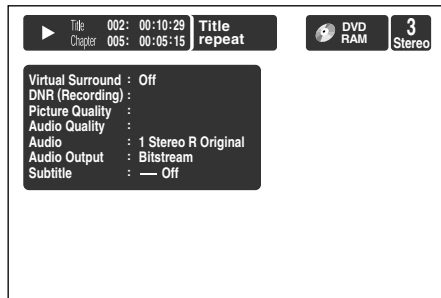 Title 002: 00:10:29 Title
Chapter 005: 00:05:15 repeat
DVD
RAM
3
Stereo
Virtual Surround : Off
DNR (Recording) :
Picture Quality :
Audio Quality :
Audio : 1 Stereo R Original
Audio Output : Bitstream
Subtitle : — Off